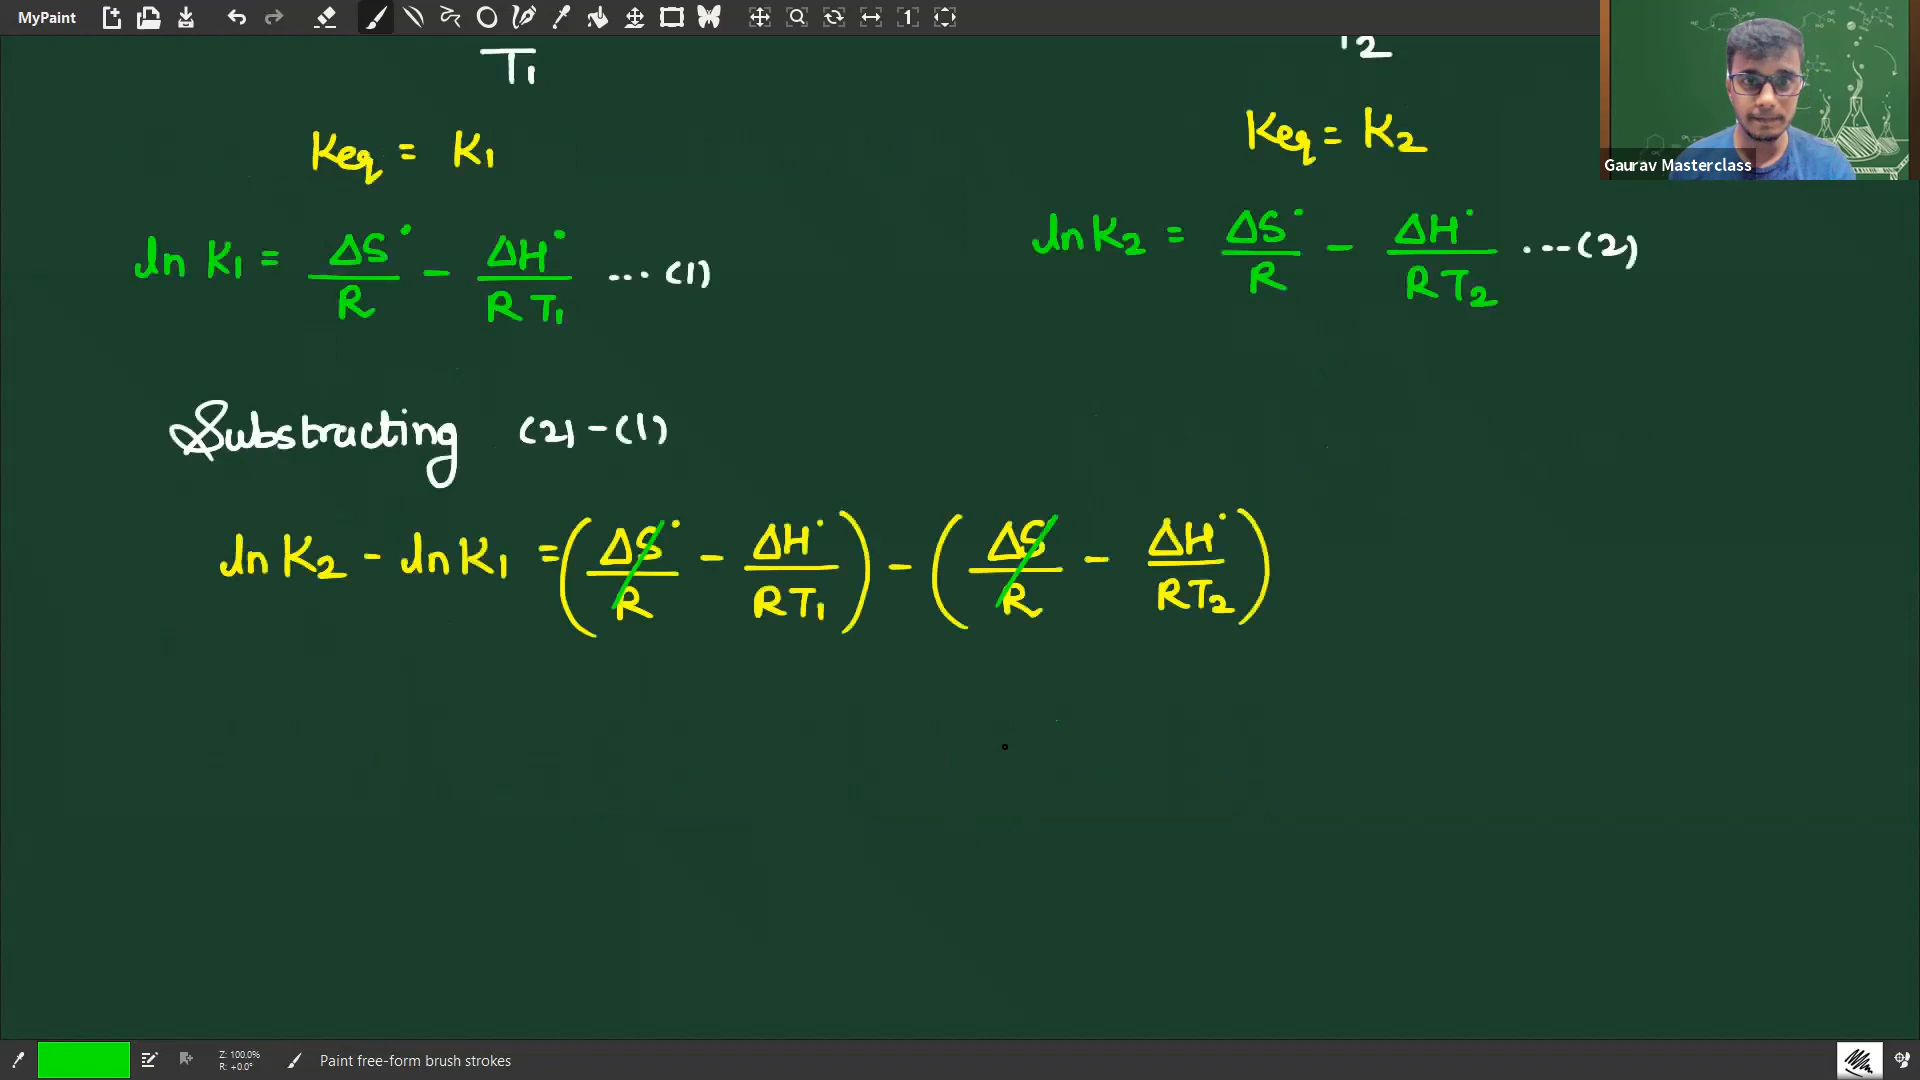 MyPaint
T₁
T₂
Keq = K₁
Keq = K₂
Gaurav Masterclass
ln K₁ = ΔS°/R - ΔH°/RT₁ ... (1)
ln K₂ = ΔS°/R - ΔH°/RT₂ ... (2)
Substracting (2) - (1)
ln K₂ - ln K₁ = (ΔS°/R - ΔH°/RT₁) - (ΔS/R - ΔH°/RT₂)
Z: 100.0%
R: +0.0°
Paint free-form brush strokes